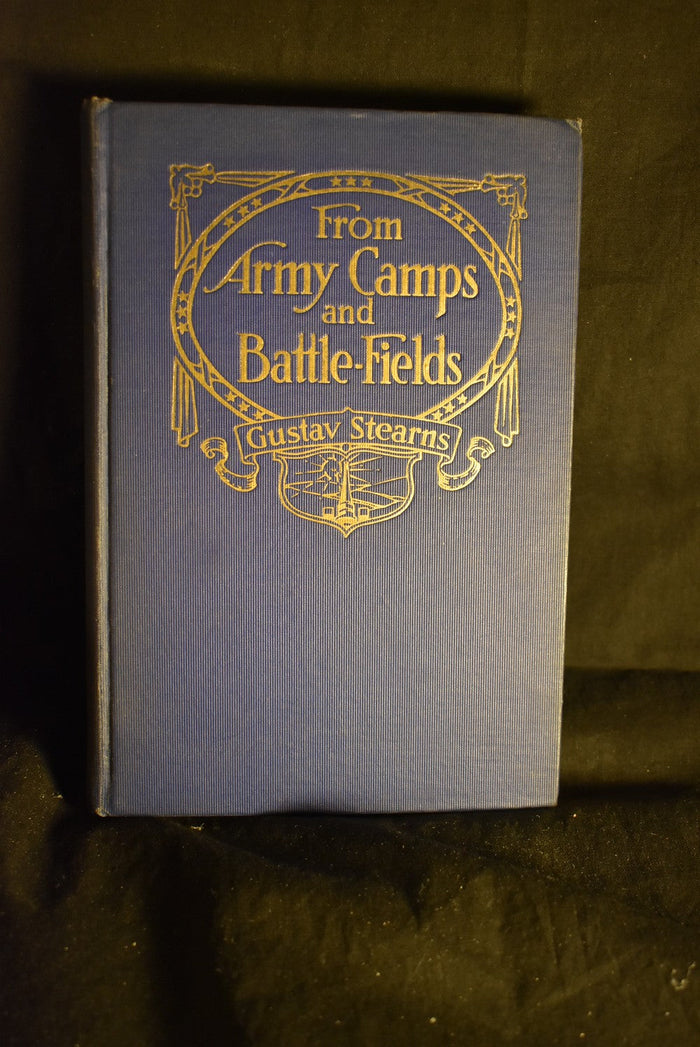 From
Army Camps
and
Battle-Fields
Gustav Stearns